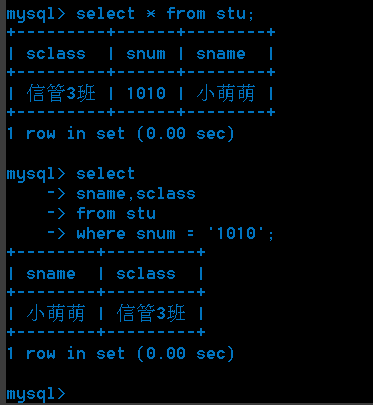 mysql> select * from stu;
+---------+------+--------+
| sclass | snum | sname |
+---------+------+--------+
| 信管3班 | 1010 | 小萌萌 |
+---------+------+--------+
1 row in set (0.00 sec)
mysql> select
-> sname,sclass
-> from stu
-> where snum = '1010';
+--------+---------+
| sname | sclass |
+--------+---------+
| 小萌萌 | 信管3班 |
+--------+---------+
1 row in set (0.00 sec)
mysql>